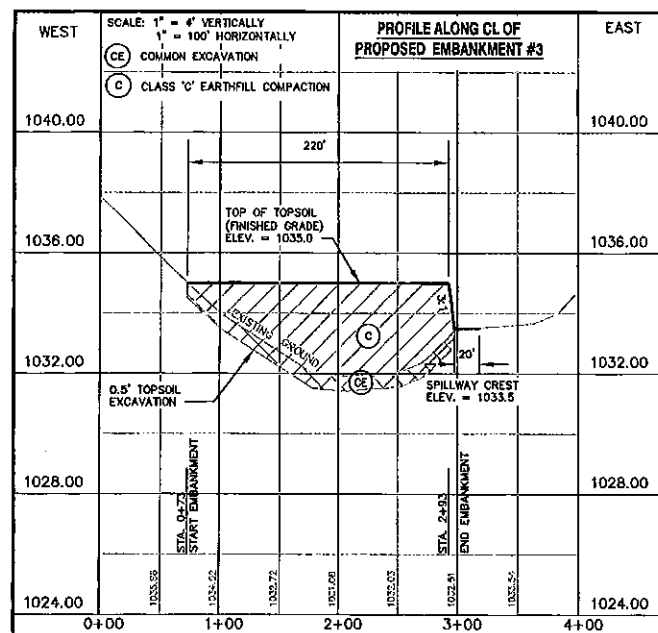 WEST
SCALE: 1" = 4' VERTICALLY
1" = 100' HORIZONTALLY
CE COMMON EXCAVATION
C CLASS 'C' EARTHFILL COMPACTION
PROFILE ALONG CL OF
PROPOSED EMBANKMENT #3
EAST
1040.00
1040.00
220'
TOP OF TOPSOIL
(FINISHED GRADE)
ELEV. = 1035.0
1036.00
1036.00
3:1
EXISTING GROUND
C
1032.00
1032.00
0.5' TOPSOIL
EXCAVATION
CE
20'
SPILLWAY CREST
ELEV. = 1033.5
1028.00
1028.00
STA. 0+73
START EMBANKMENT
STA. 2+93
END EMBANKMENT
1032.72
1032.03
1024.00
1024.00
0+00
1+00
2+00
3+00
4+00